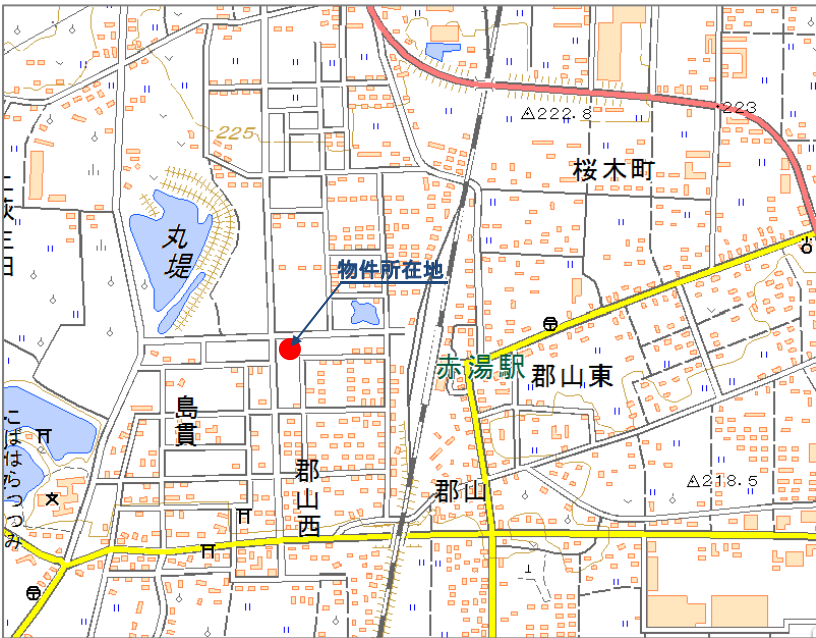 225
△222.8
223
桜木町
丸堤
物件所在地
赤湯駅
郡山東
島貫
こばはらつつみ
郡山西
郡山
△218.5